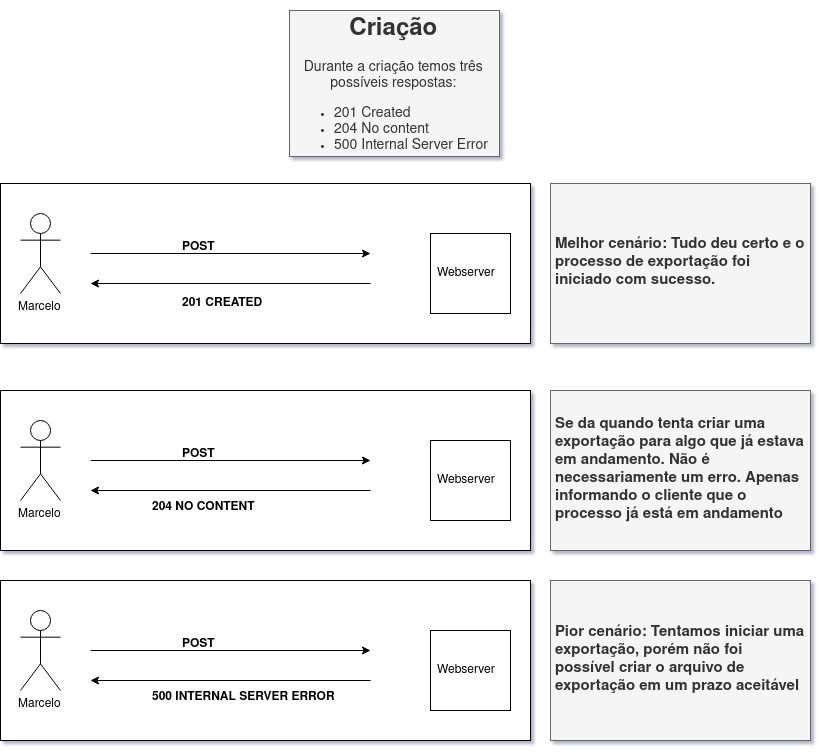 Criação
Durante a criação temos três
possíveis respostas:
• 201 Created
• 204 No content
• 500 Internal Server Error
POST
201 CREATED
Marcelo
Webserver
Melhor cenário: Tudo deu certo e o
processo de exportação foi
iniciado com sucesso.
POST
204 NO CONTENT
Marcelo
Webserver
Se da quando tenta criar uma
exportação para algo que já estava
em andamento. Não é
necessariamente um erro. Apenas
informando o cliente que o
processo já está em andamento
POST
500 INTERNAL SERVER ERROR
Marcelo
Webserver
Pior cenário: Tentamos iniciar uma
exportação, porém não foi
possível criar o arquivo de
exportação em um prazo aceitável